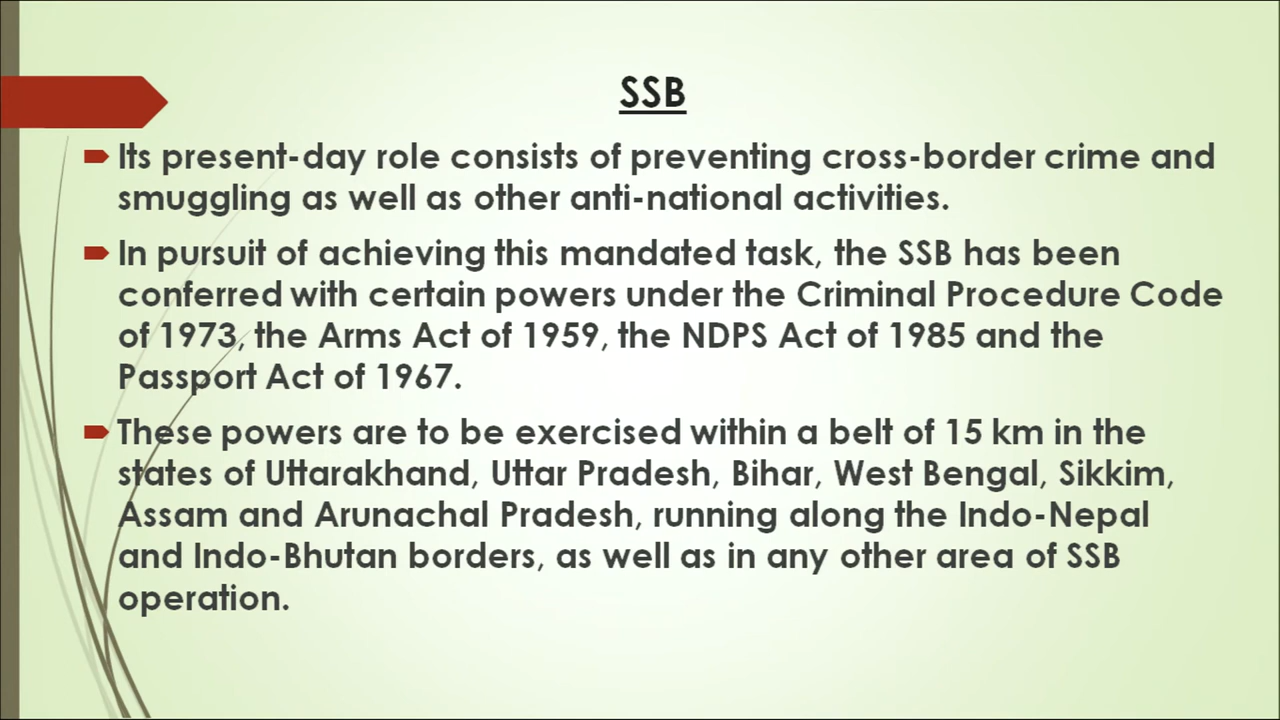 SSB
Its present-day role consists of preventing cross-border crime and
smuggling as well as other anti-national activities.
In pursuit of achieving this mandated task, the SSB has been
conferred with certain powers under the Criminal Procedure Code
of 1973, the Arms Act of 1959, the NDPS Act of 1985 and the
Passport Act of 1967.
These powers are to be exercised within a belt of 15 km in the
states of Uttarakhand, Uttar Pradesh, Bihar, West Bengal, Sikkim,
Assam and Arunachal Pradesh, running along the Indo-Nepal
and Indo-Bhutan borders, as well as in any other area of SSB
operation.